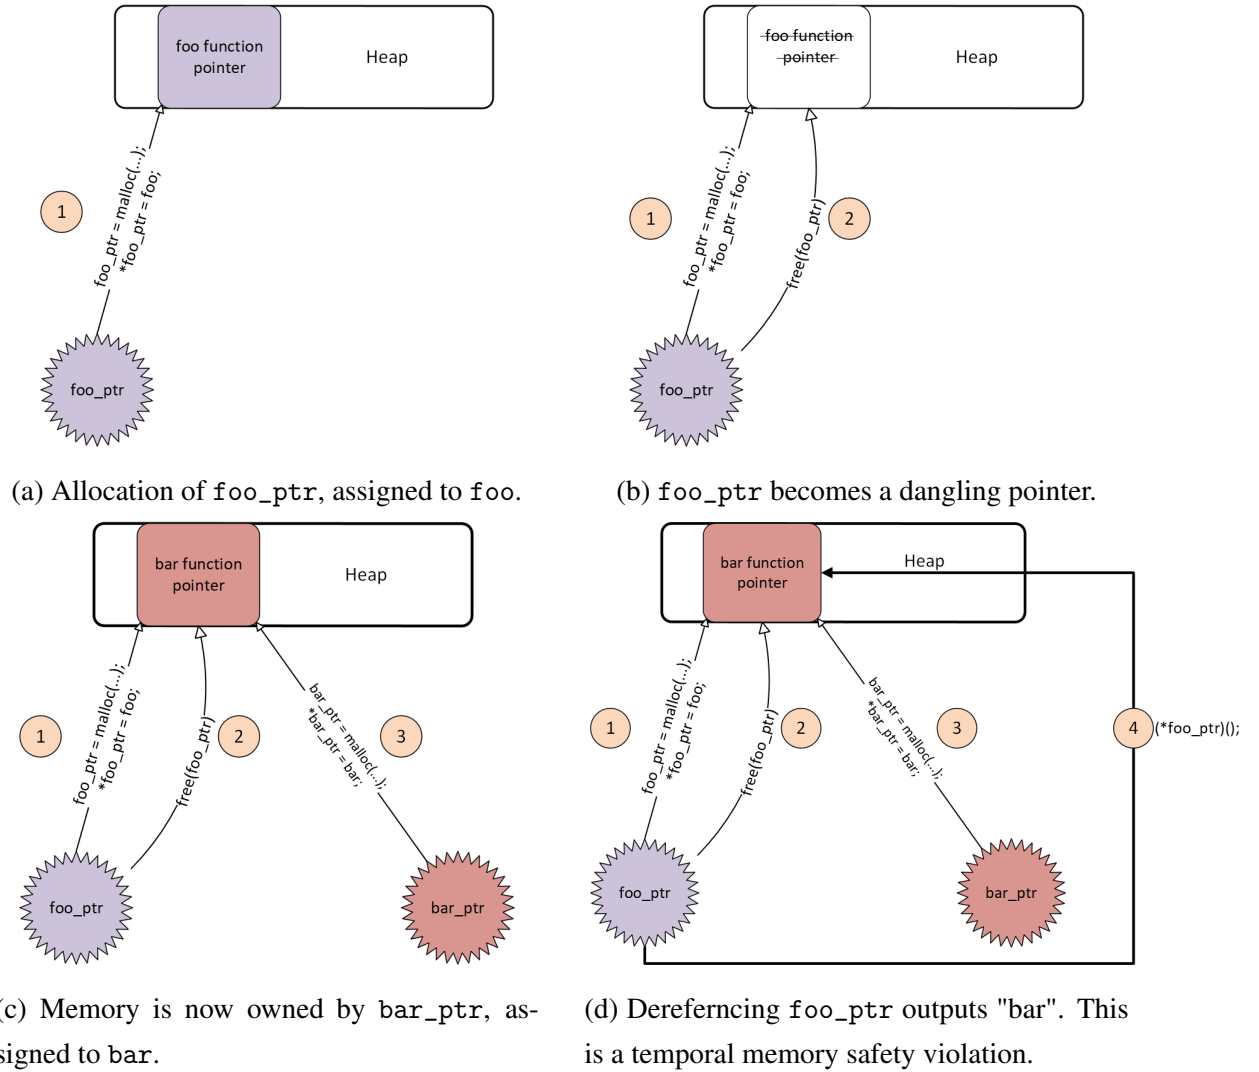 foo function
pointer
Heap
1
foo_ptr = malloc(...);
*foo_ptr = foo;
foo_ptr
(a) Allocation of foo_ptr, assigned to foo.
foo function
pointer
Heap
1
foo_ptr = malloc(...);
*foo_ptr = foo;
free(foo_ptr)
2
foo_ptr
(b) foo_ptr becomes a dangling pointer.
bar function
pointer
Heap
1
foo_ptr = malloc(...);
*foo_ptr = foo;
free(foo_ptr)
2
bar_ptr = malloc(...);
*bar_ptr = bar;
3
foo_ptr
bar_ptr
(c) Memory is now owned by bar_ptr, as-
signed to bar.
bar function
pointer
Heap
1
foo_ptr = malloc(...);
*foo_ptr = foo;
free(foo_ptr)
2
bar_ptr = malloc(...);
*bar_ptr = bar;
3
4
(*foo_ptr)();
foo_ptr
bar_ptr
(d) Dereferncing foo_ptr outputs "bar". This
is a temporal memory safety violation.